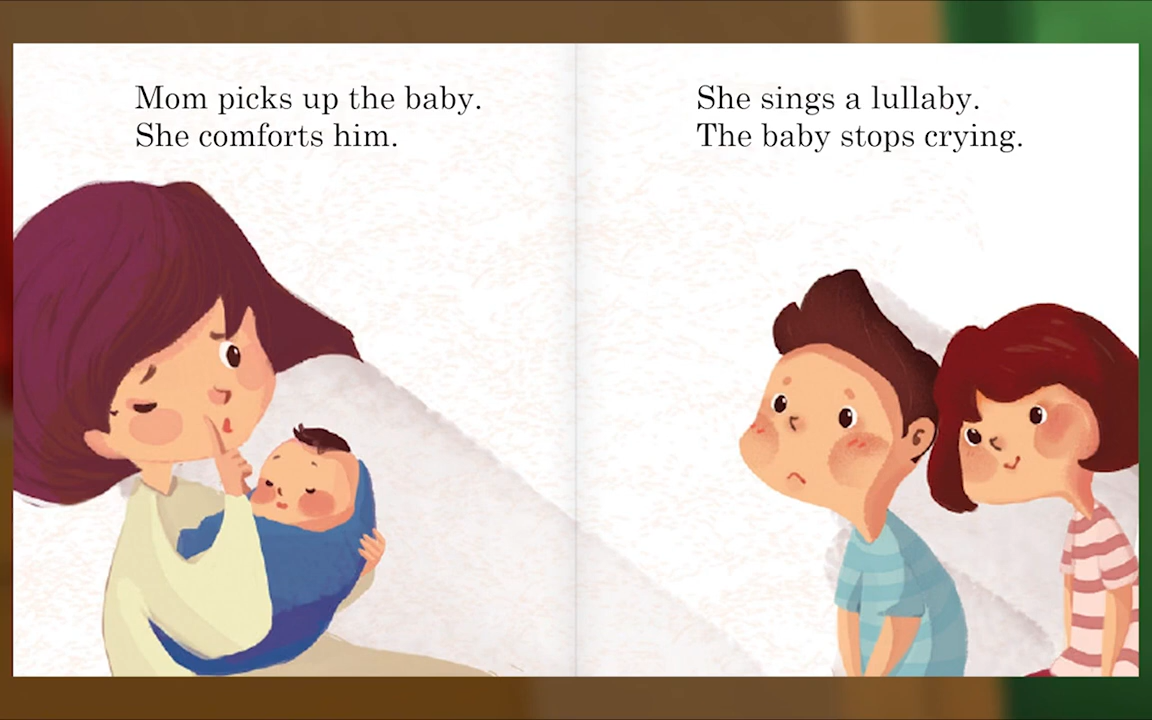 Mom picks up the baby.
She comforts him.
She sings a lullaby.
The baby stops crying.